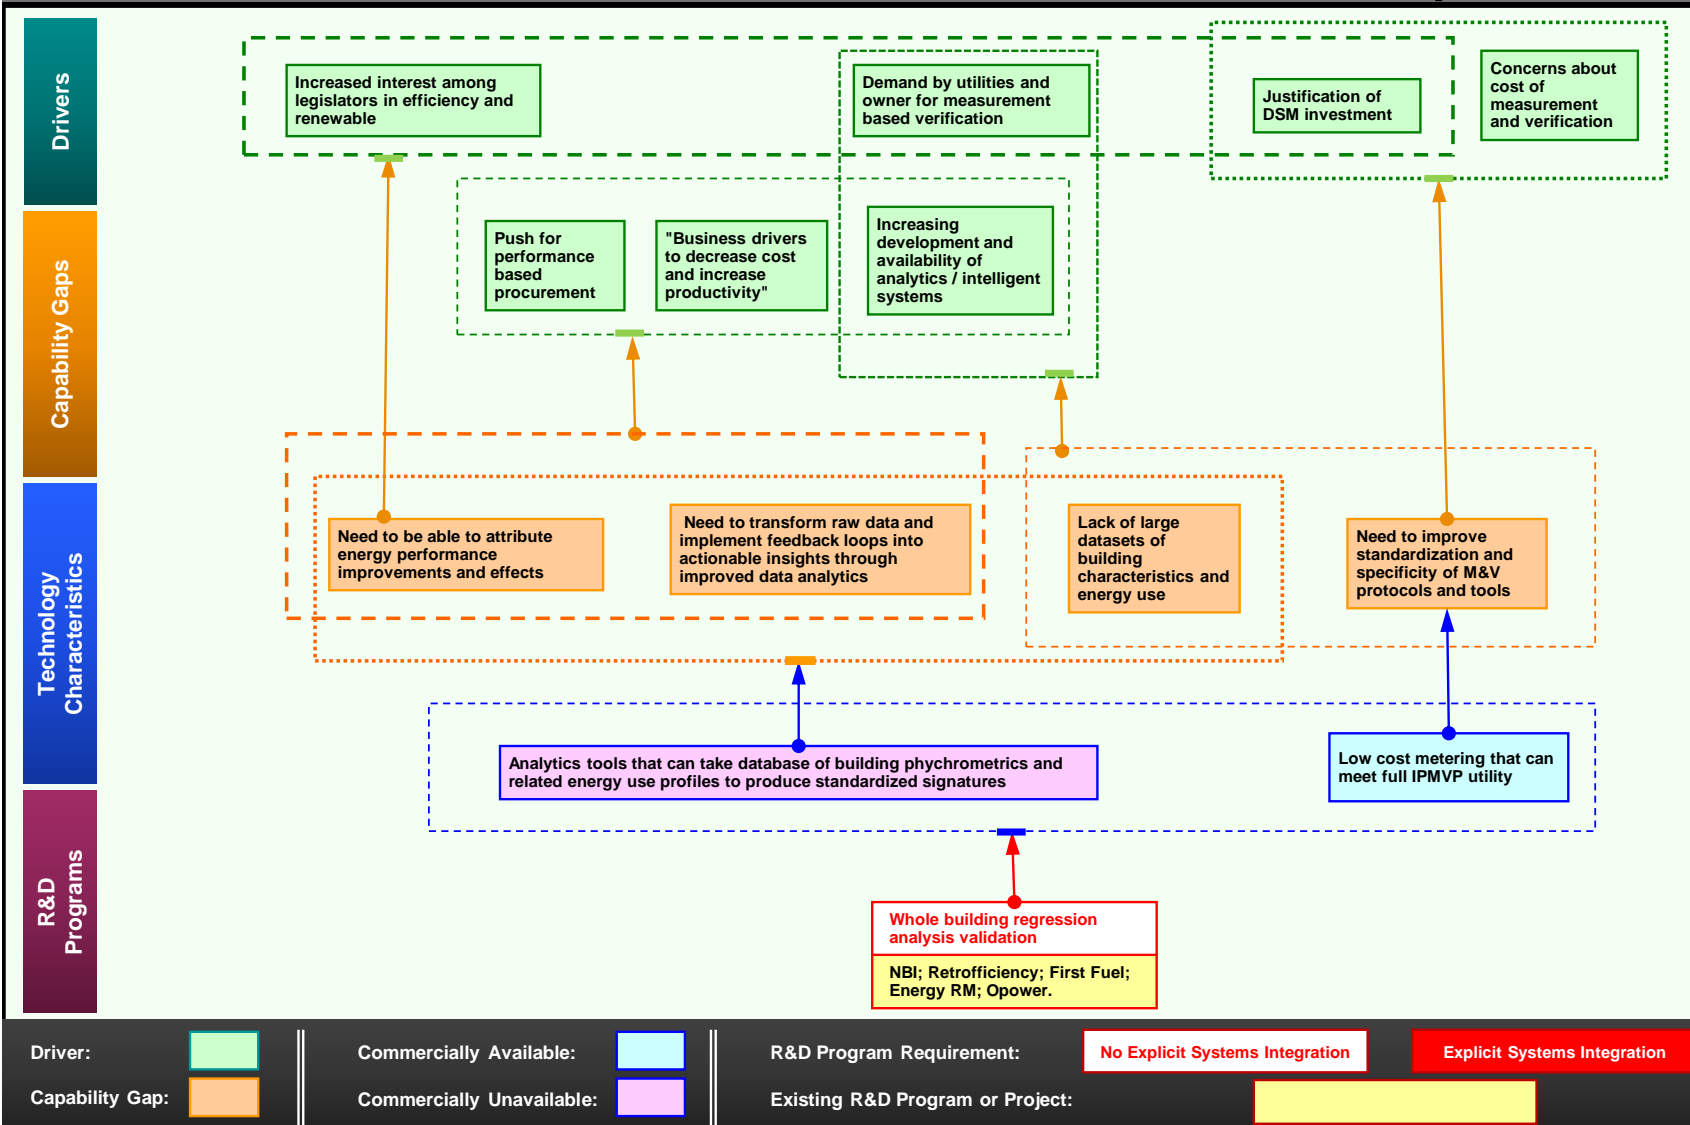 Drivers
Increased interest among
legislators in efficiency and
renewable
Demand by utilities and
owner for measurement
based verification
Justification of
DSM investment
Concerns about
cost of
measurement
and verification
Capability Gaps
Push for
performance
based
procurement
"Business drivers
to decrease cost
and increase
productivity"
Increasing
development and
availability of
analytics / intelligent
systems
Technology
Characteristics
Need to be able to attribute
energy performance
improvements and effects
Need to transform raw data and
implement feedback loops into
actionable insights through
improved data analytics
Lack of large
datasets of
building
characteristics and
energy use
Need to improve
standardization and
specificity of M&V
protocols and tools
Analytics tools that can take database of building phychrometrics and
related energy use profiles to produce standardized signatures
Low cost metering that can
meet full IPMVP utility
R&D
Programs
Whole building regression
analysis validation
NBI; Retrofficiency; First Fuel;
Energy RM; Opower.
Driver:
Capability Gap:
Commercially Available:
Commercially Unavailable:
R&D Program Requirement:
No Explicit Systems Integration
Explicit Systems Integration
Existing R&D Program or Project: